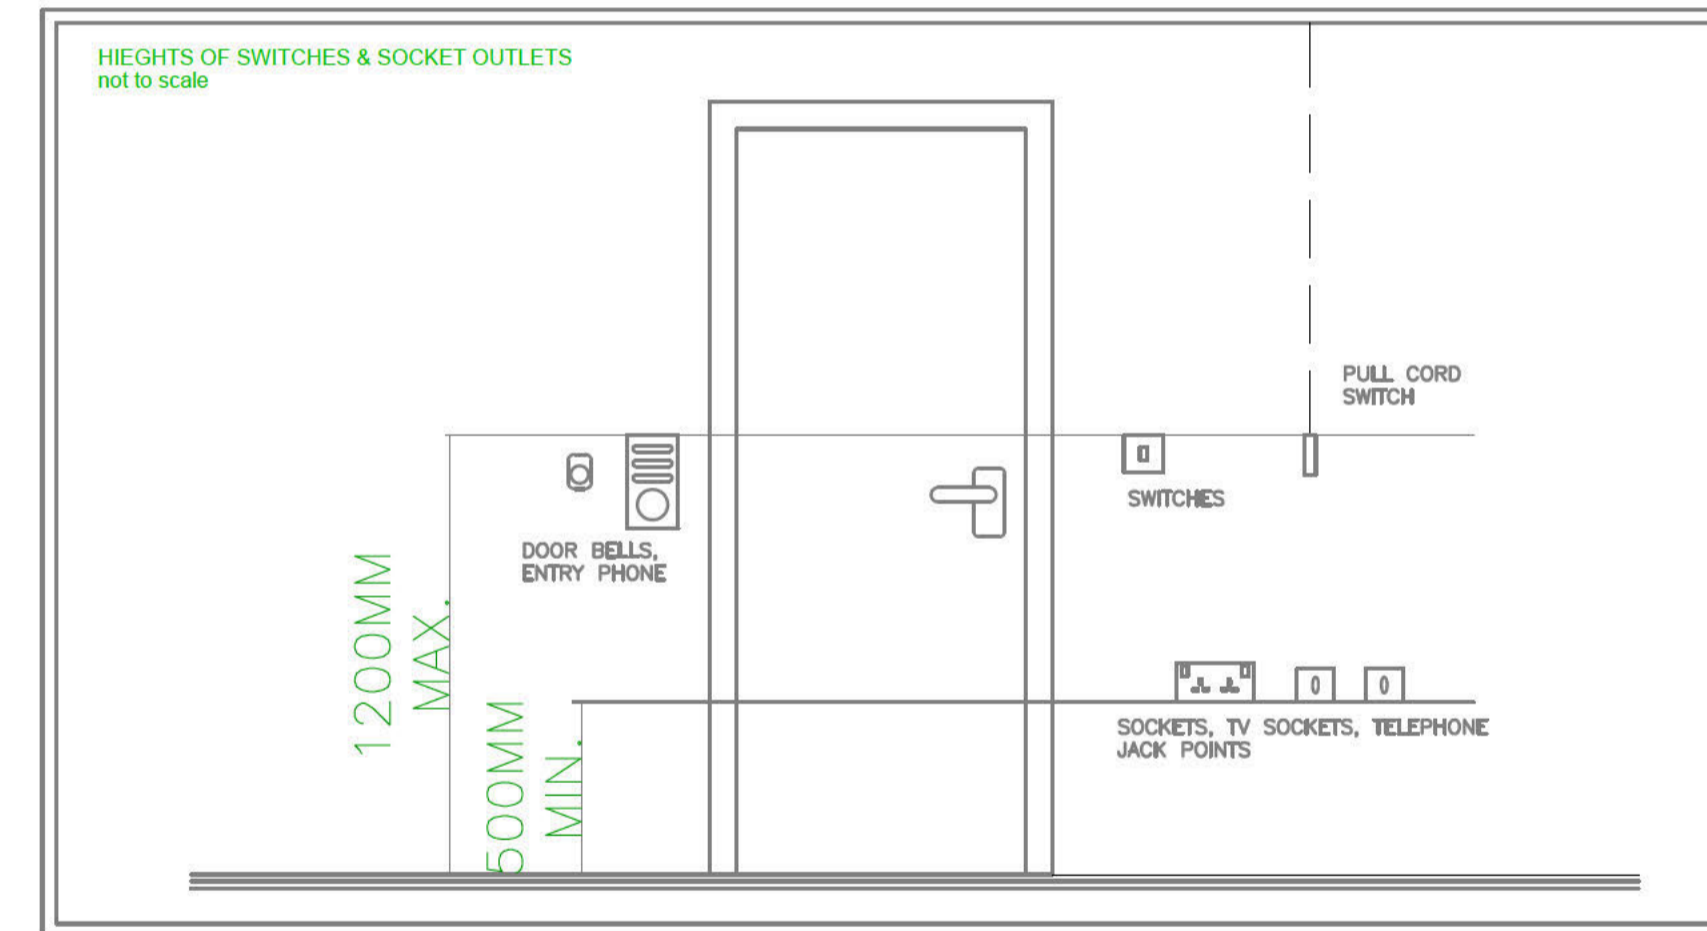 HIEGHTS OF SWITCHES & SOCKET OUTLETS
not to scale
PULL CORD
SWITCH
SWITCHES
DOOR BELLS,
ENTRY PHONE
1200MM
MAX.
500MM
MIN.
SOCKETS, TV SOCKETS, TELEPHONE
JACK POINTS